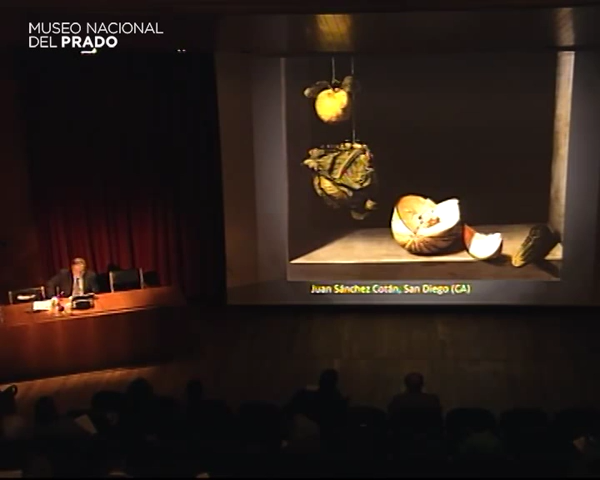 MUSEO NACIONAL
DEL PRADO
Juan Sánchez Cotán, San Diego (CA)